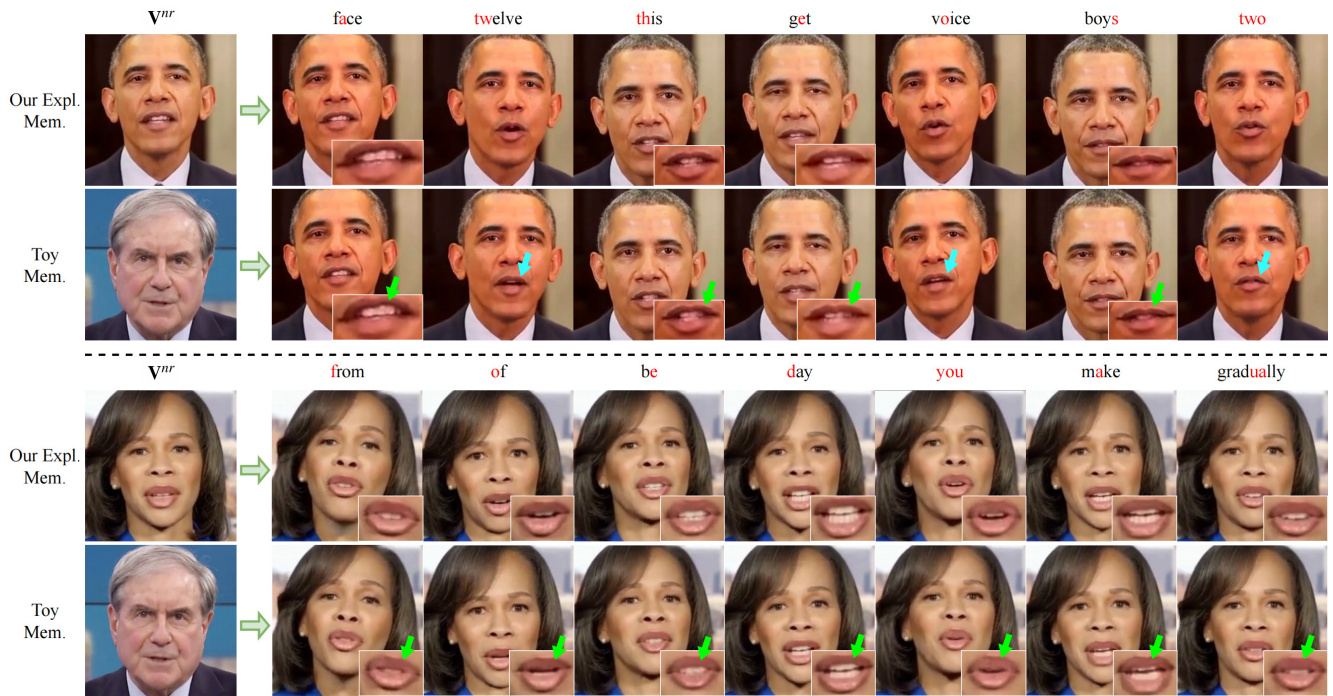 V^nr face twelve this get voice boys two
Our Expl.
Mem.
Toy
Mem.
V^nr from of be day you make gradually
Our Expl.
Mem.
Toy
Mem.